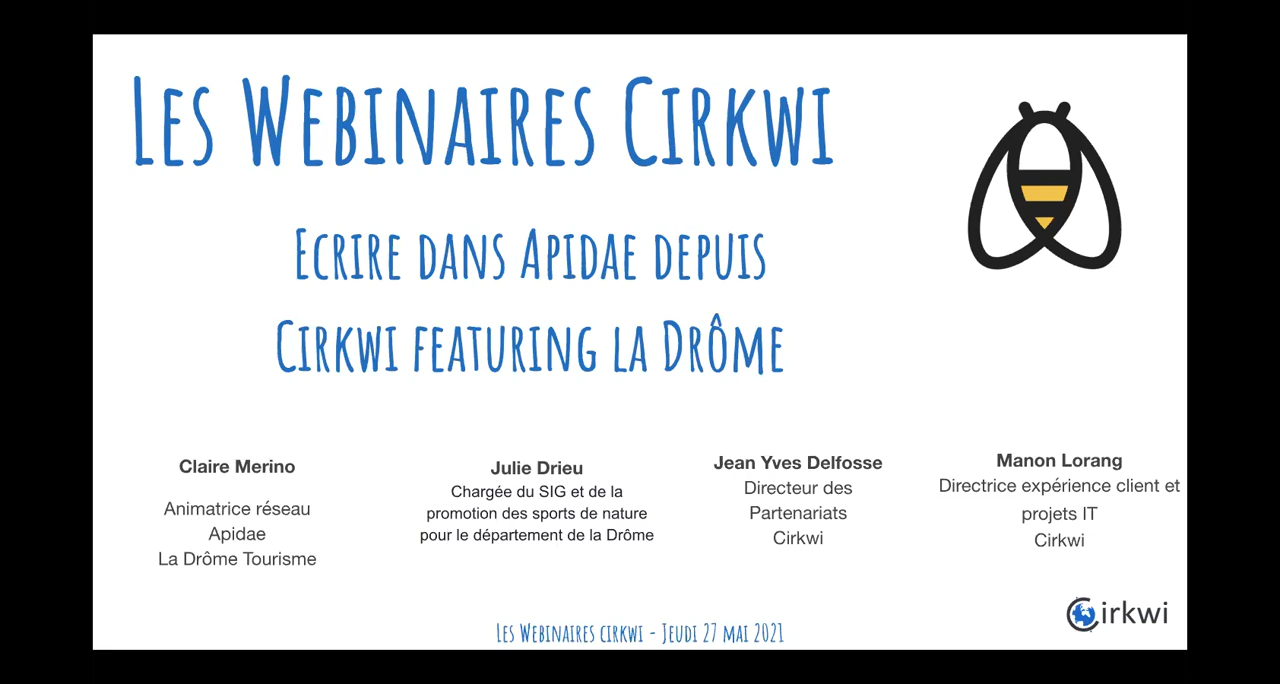 Les Webinaires Cirkwi
Ecrire dans Apidae depuis
Cirkwi featuring la Drôme
Claire Merino
Animatrice réseau
Apidae
La Drôme Tourisme
Julie Drieu
Chargée du SIG et de la
promotion des sports de nature
pour le département de la Drôme
Jean Yves Delfosse
Directeur des
Partenariats
Cirkwi
Manon Lorang
Directrice expérience client et
projets IT
Cirkwi
Cirkwi
Les Webinaires cirkwi - Jeudi 27 mai 2021